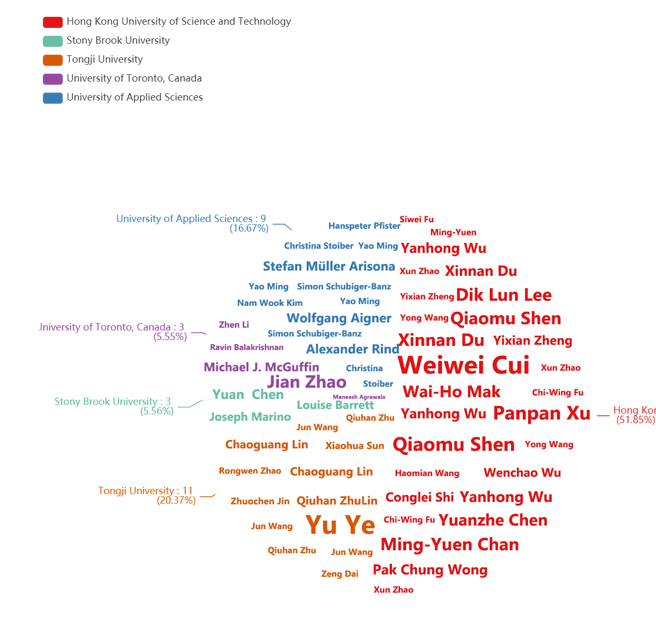 Hong Kong University of Science and Technology
Stony Brook University
Tongji University
University of Toronto, Canada
University of Applied Sciences
University of Applied Sciences : 9
(16.67%)
Siwei Fu
Hanspeter Pfister
Ming-Yuen
Christina Stoiber
Yao Ming
Yanhong Wu
Stefan Müller Arisona
Xun Zhao
Xinnan Du
Yao Ming
Simon Schubiger-Banz
Yixian Zheng
Dik Lun Lee
Nam Wook Kim
Yao Ming
Wolfgang Aigner
Yong Wang
Qiaomu Shen
Zhen Li
University of Toronto, Canada : 3
(5.55%)
Simon Schubiger-Banz
Xinnan Du
Yixian Zheng
Ravin Balakrishnan
Alexander Rind
Michael J. McGuffin
Christina
Weiwei Cui
Xun Zhao
Jian Zhao
Stoiber
Yuan Chen
Maneesh Agrawala
Wai-Ho Mak
Chi-Wing Fu
Stony Brook University : 3
(5.56%)
Louise Barrett
Joseph Marino
Qiuhan Zhu
Yanhong Wu
Panpan Xu
Hong Kon
(51.85%)
Jun Wang
Chaoguang Lin
Xiaohua Sun
Qiaomu Shen
Yong Wang
Rongwen Zhao
Chaoguang Lin
Haomian Wang
Wenchao Wu
Tongji University : 11
(20.37%)
Zhuochen Jin
Qiuhan ZhuLin
Conglei Shi
Yanhong Wu
Jun Wang
Yu Ye
Chi-Wing Fu
Yuanzhe Chen
Qiuhan Zhu
Jun Wang
Ming-Yuen Chan
Zeng Dai
Pak Chung Wong
Xun Zhao